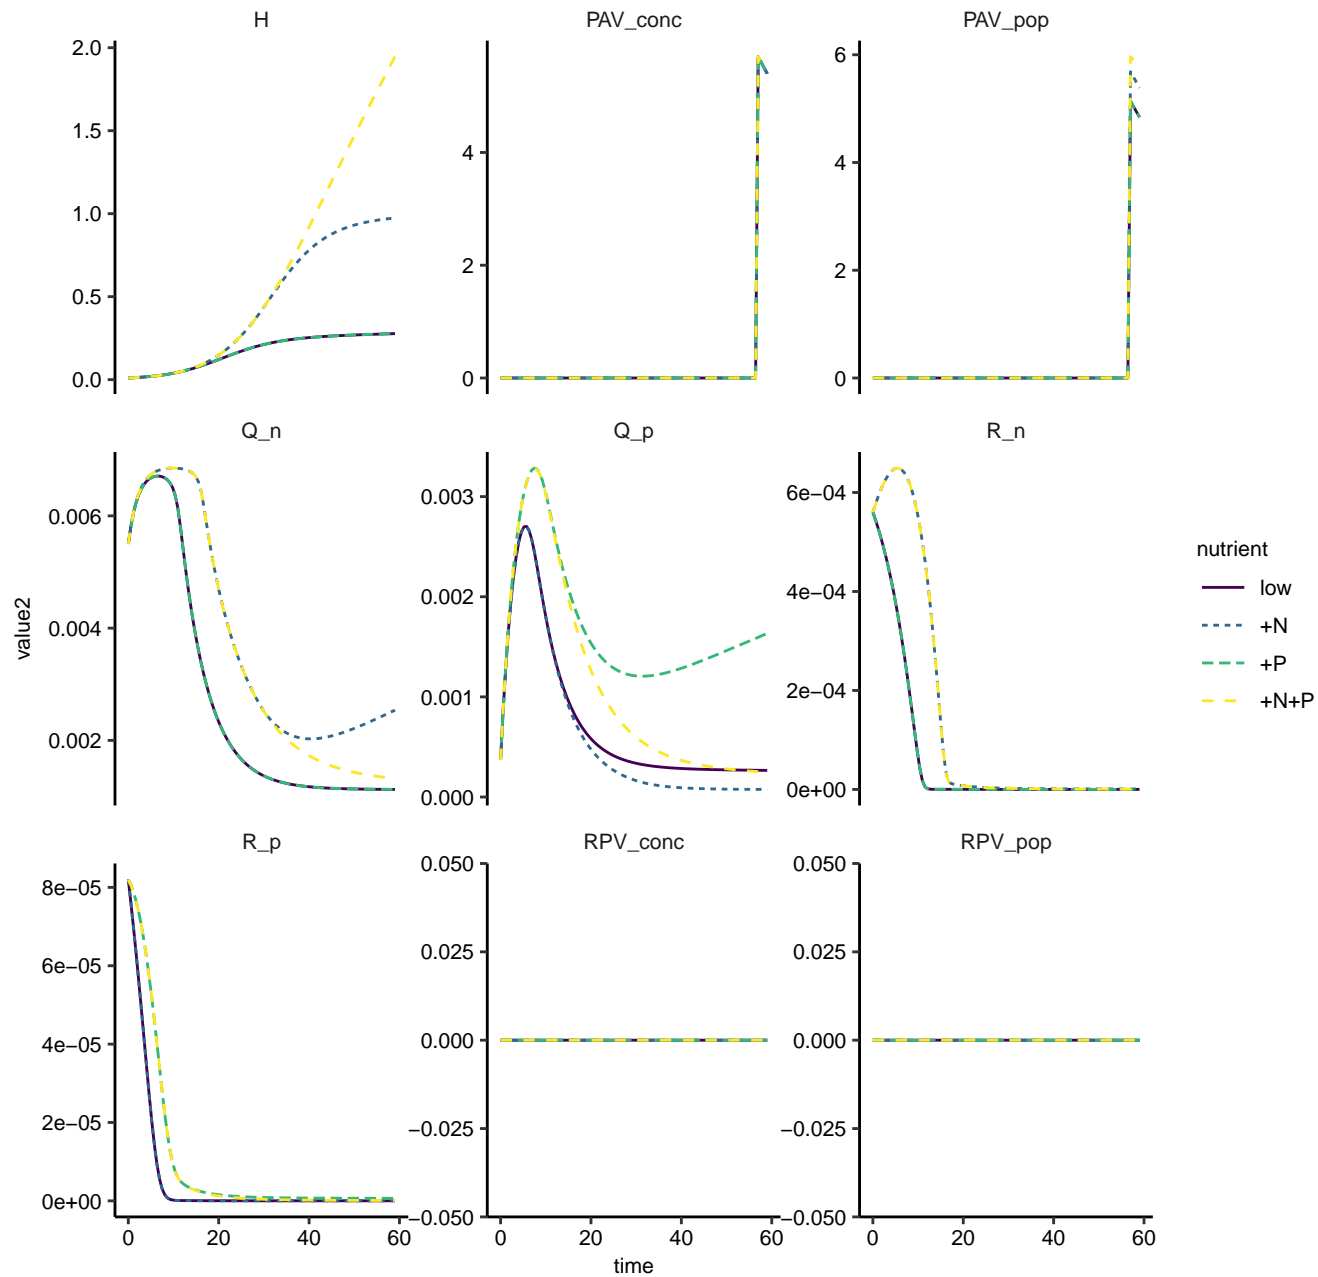 H
PAV_conc
PAV_pop
2.0
1.5
1.0
0.5
0.0
4
2
0
6
4
2
0
Q_n
Q_p
R_n
0.006
0.004
0.002
0.003
0.002
0.001
0.000
6e−04
4e−04
2e−04
0e+00
R_p
RPV_conc
RPV_pop
8e−05
6e−05
4e−05
2e−05
0e+00
0.050
0.025
0.000
−0.025
−0.050
0.050
0.025
0.000
−0.025
−0.050
0 20 40 60
0 20 40 60
0 20 40 60
time
value2
nutrient
low
+N
+P
+N+P